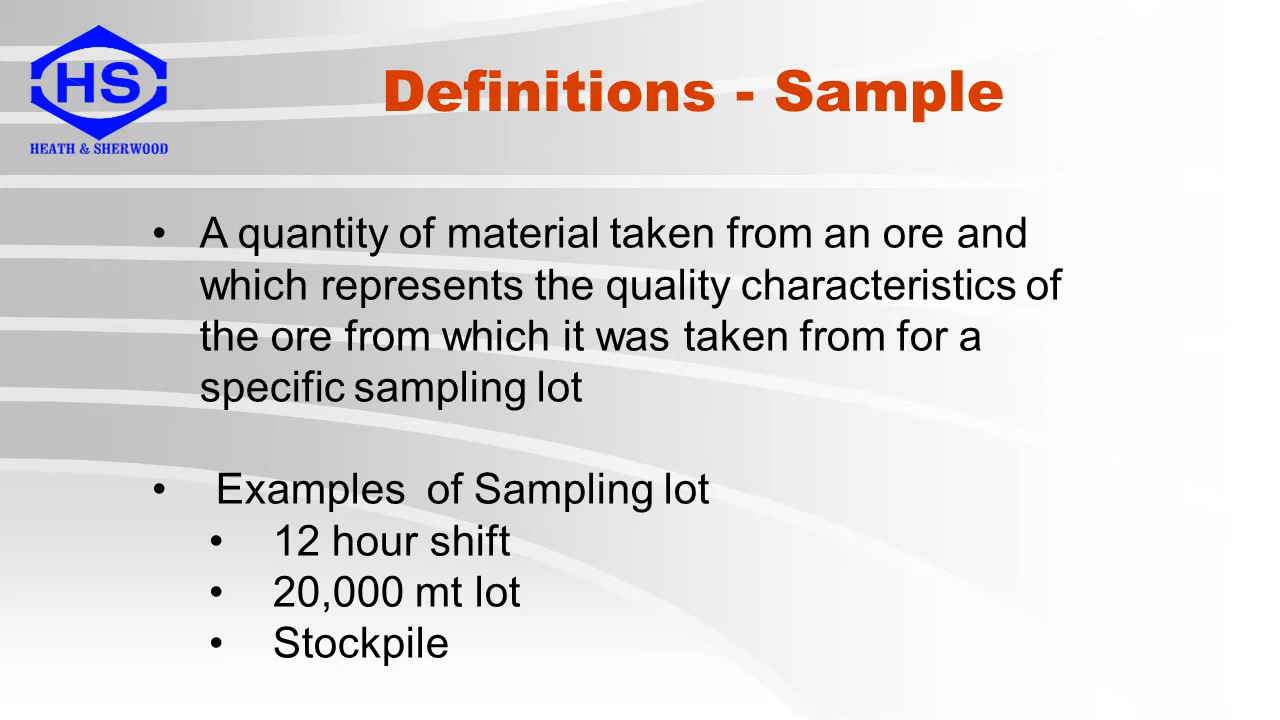 HS
HEATH & SHERWOOD
Definitions - Sample
• A quantity of material taken from an ore and
which represents the quality characteristics of
the ore from which it was taken from for a
specific sampling lot
• Examples of Sampling lot
• 12 hour shift
• 20,000 mt lot
• Stockpile